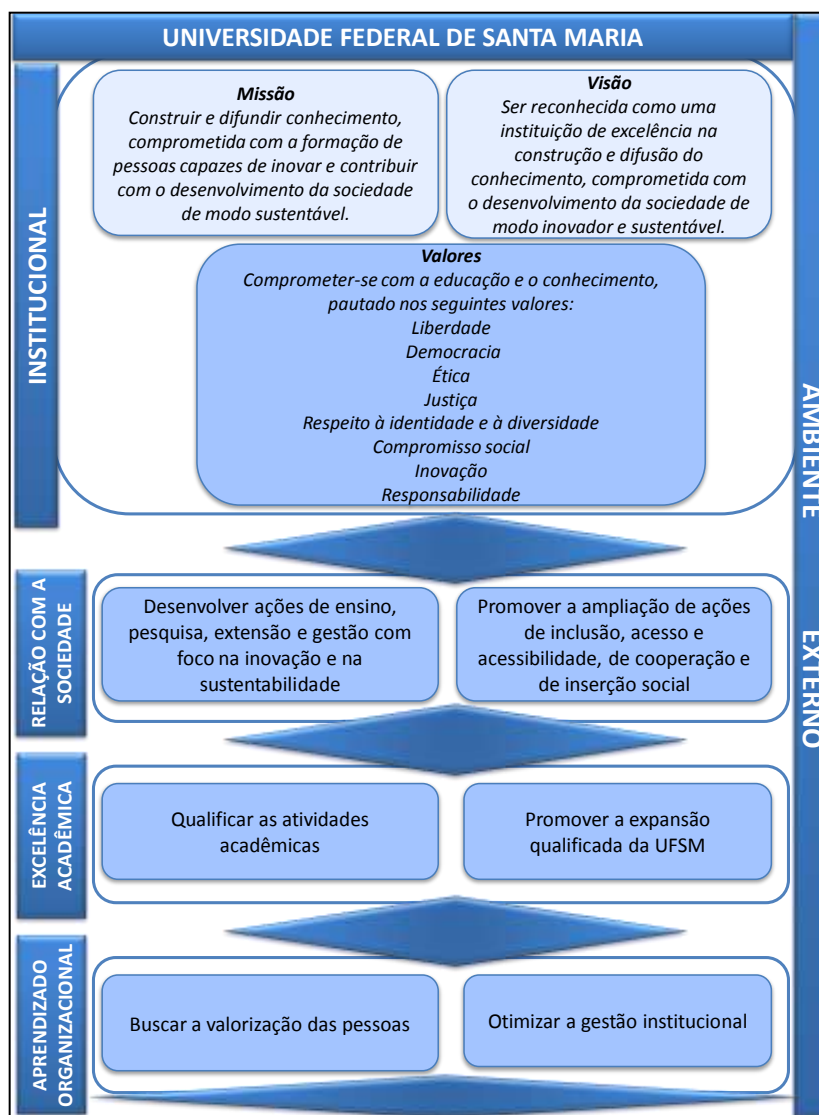 UNIVERSIDADE FEDERAL DE SANTA MARIA
INSTITUCIONAL
Missão
Construir e difundir conhecimento,
comprometida com a formação de
pessoas capazes de inovar e contribuir
com o desenvolvimento da sociedade
de modo sustentável.
Visão
Ser reconhecida como uma
instituição de excelência na
construção e difusão do
conhecimento, comprometida com
o desenvolvimento da sociedade de
modo inovador e sustentável.
Valores
Comprometer-se com a educação e o conhecimento,
pautado nos seguintes valores:
Liberdade
Democracia
Ética
Justiça
Respeito à identidade e à diversidade
Compromisso social
Inovação
Responsabilidade
RELAÇÃO COM A
SOCIEDADE
Desenvolver ações de ensino,
pesquisa, extensão e gestão com
foco na inovação e na
sustentabilidade
Promover a ampliação de ações
de inclusão, acesso e
acessibilidade, de cooperação e
de inserção social
EXCELÊNCIA
ACADÊMICA
Qualificar as atividades
acadêmicas
Promover a expansão
qualificada da UFSM
APRENDIZADO
ORGANIZACIONAL
Buscar a valorização das pessoas
Otimizar a gestão institucional
AMBIENTE EXTERNO